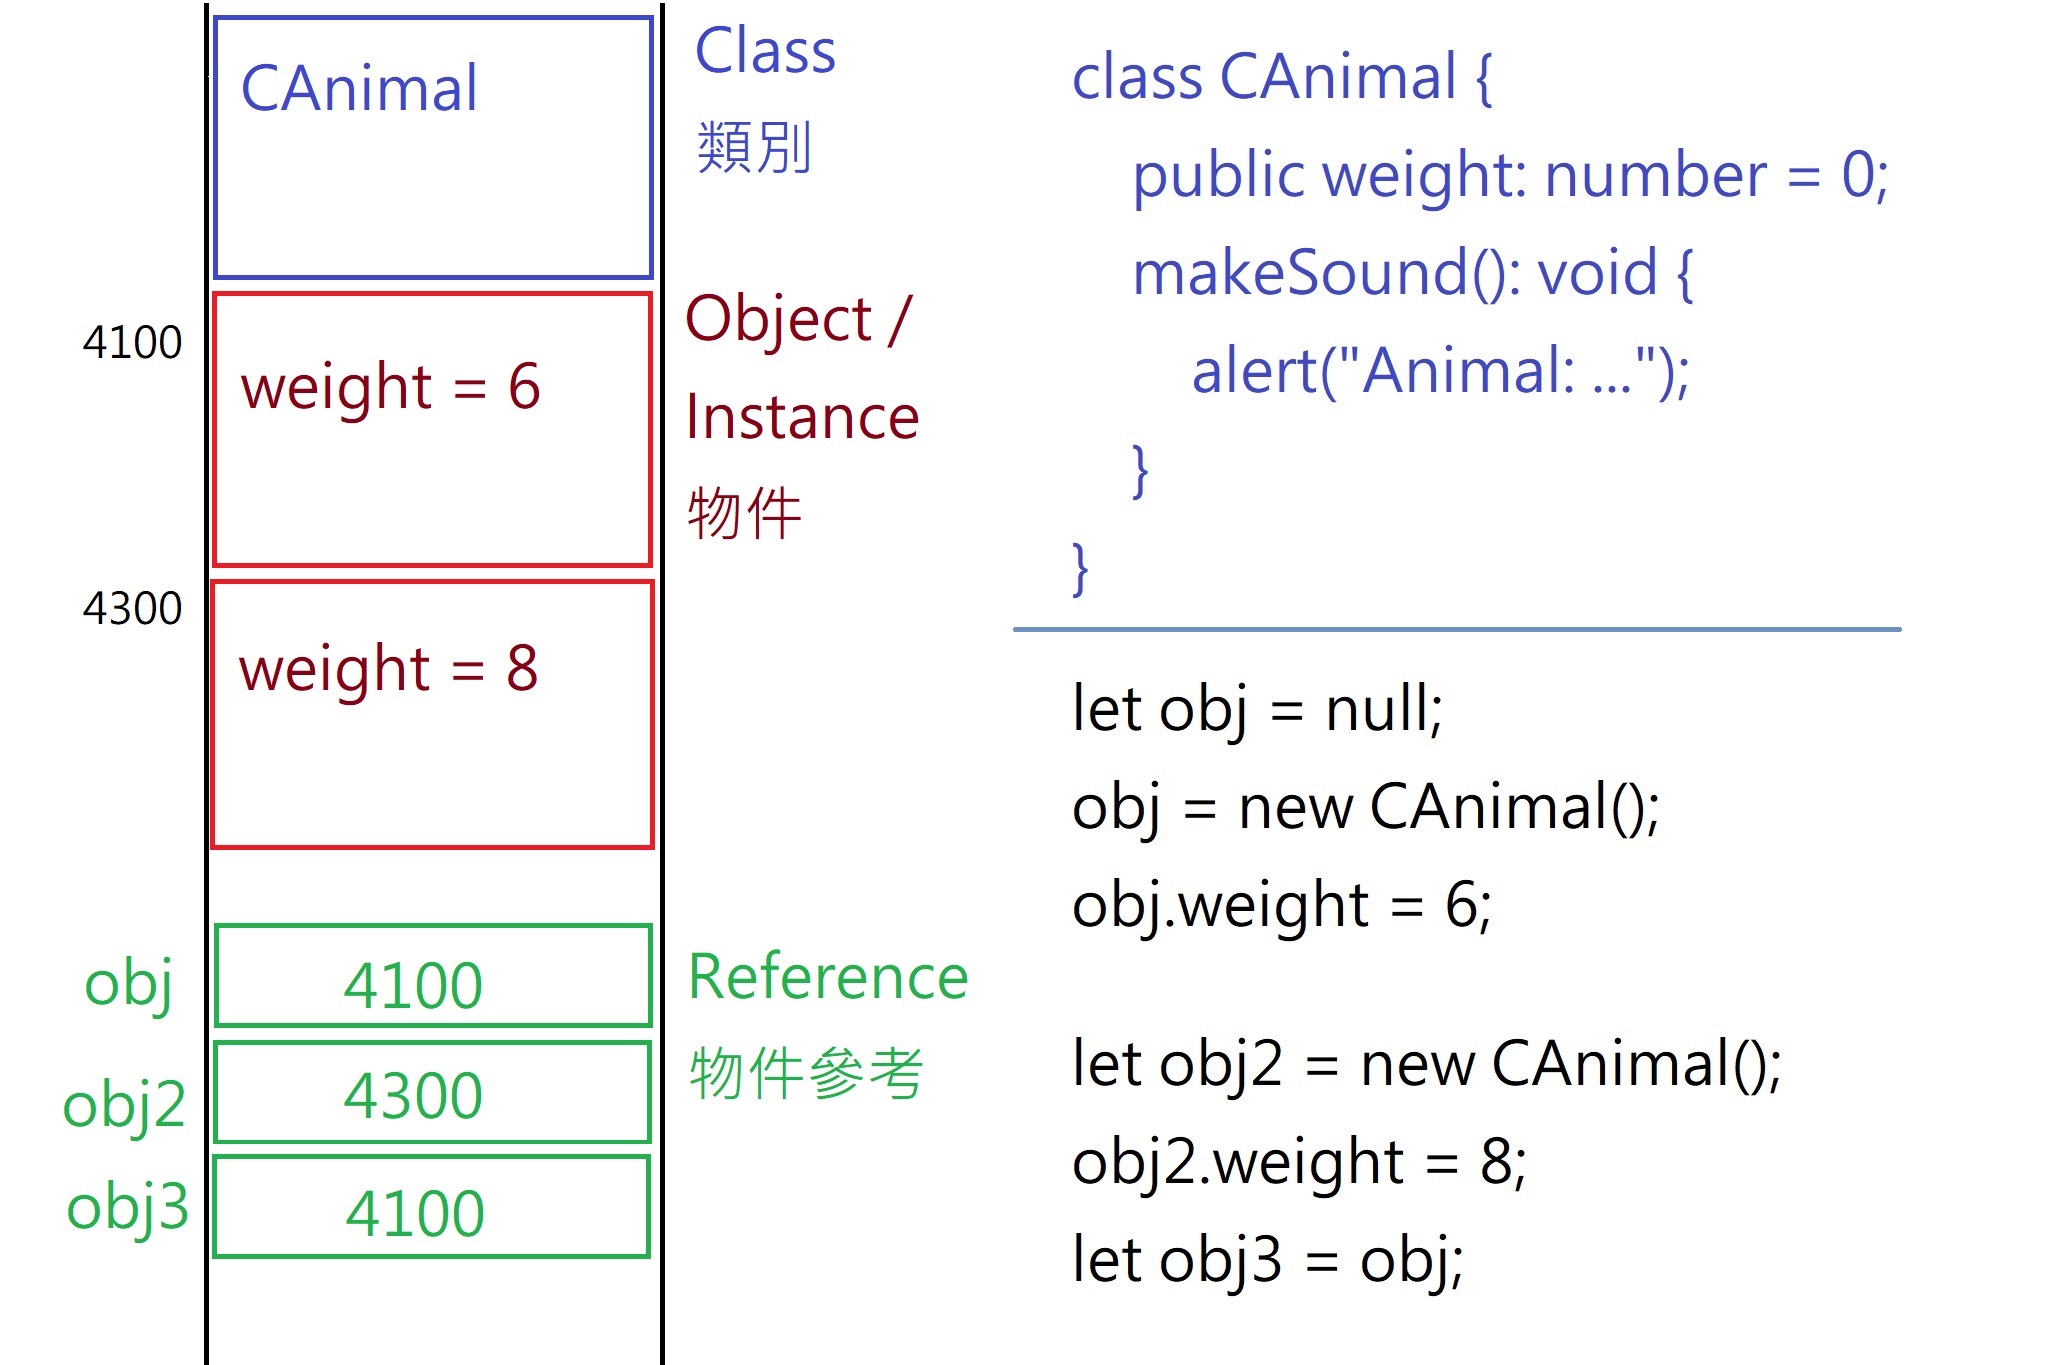 CAnimal
Class
類別
4100
weight = 6
Object /
Instance
物件
4300
weight = 8
obj
4100
Reference
物件參考
obj2
4300
obj3
4100
class CAnimal {
public weight: number = 0;
makeSound(): void {
alert("Animal: ...");
}
}
let obj = null;
obj = new CAnimal();
obj.weight = 6;
let obj2 = new CAnimal();
obj2.weight = 8;
let obj3 = obj;